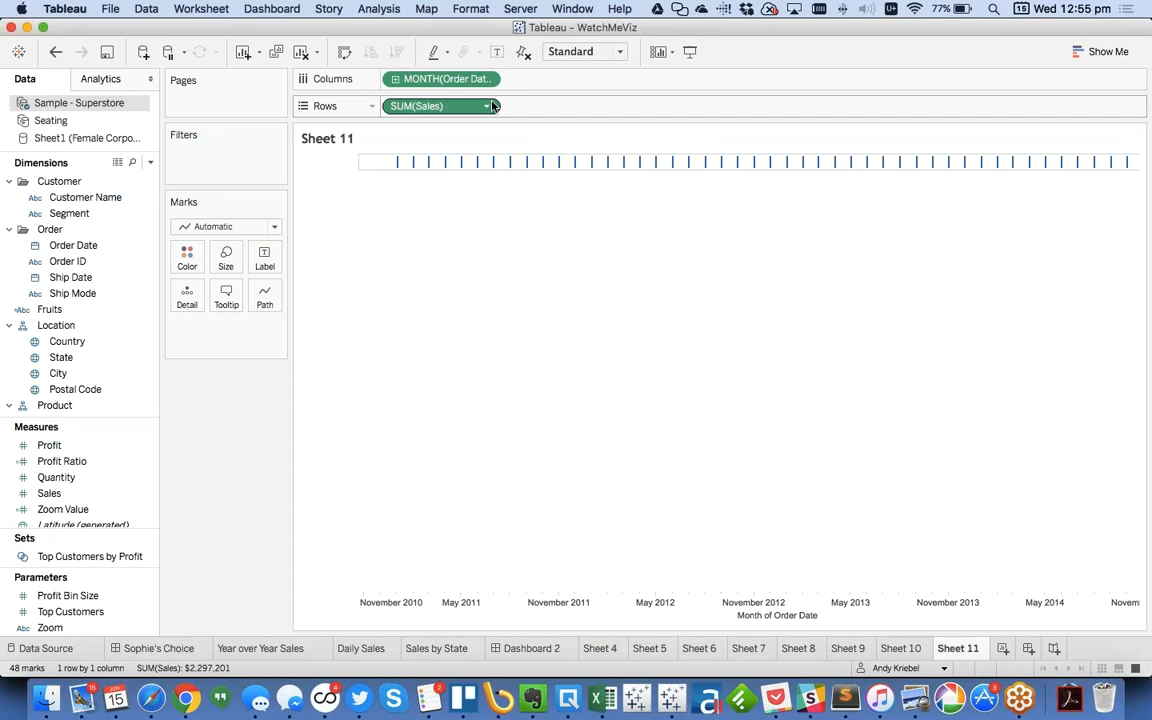 Tableau File Data Worksheet Dashboard Story Analysis Map Format Server Window Help 77% Wed 12:55 pm
Tableau - WatchMeViz
Standard Show Me
Data Analytics Pages Columns MONTH(Order Dat..
Sample - Superstore Rows SUM(Sales)
Seating
Sheet1 (Female Corpo... Filters Sheet 11
Dimensions
Customer
Abc Customer Name
Abc Segment
Order
Order Date
Abc Order ID
Ship Date
Abc Ship Mode
Abc Fruits
Location
Country
State
City
Postal Code
Product
Marks
Automatic
Color Size Label
Detail Tooltip Path
Measures
Profit
Profit Ratio
Quantity
Sales
Zoom Value
Latitude (generated)
Sets
Top Customers by Profit
Parameters
Profit Bin Size
Top Customers
Abc Zoom
November 2010 May 2011 November 2011 May 2012 November 2012 May 2013 November 2013 May 2014 Novem
Month of Order Date
Data Source Sophie's Choice Year over Year Sales Daily Sales Sales by State Dashboard 2 Sheet 4 Sheet 5 Sheet 6 Sheet 7 Sheet 8 Sheet 9 Sheet 10 Sheet 11
48 marks 1 row by 1 column SUM(Sales): $2,297,201 Andy Kriebel